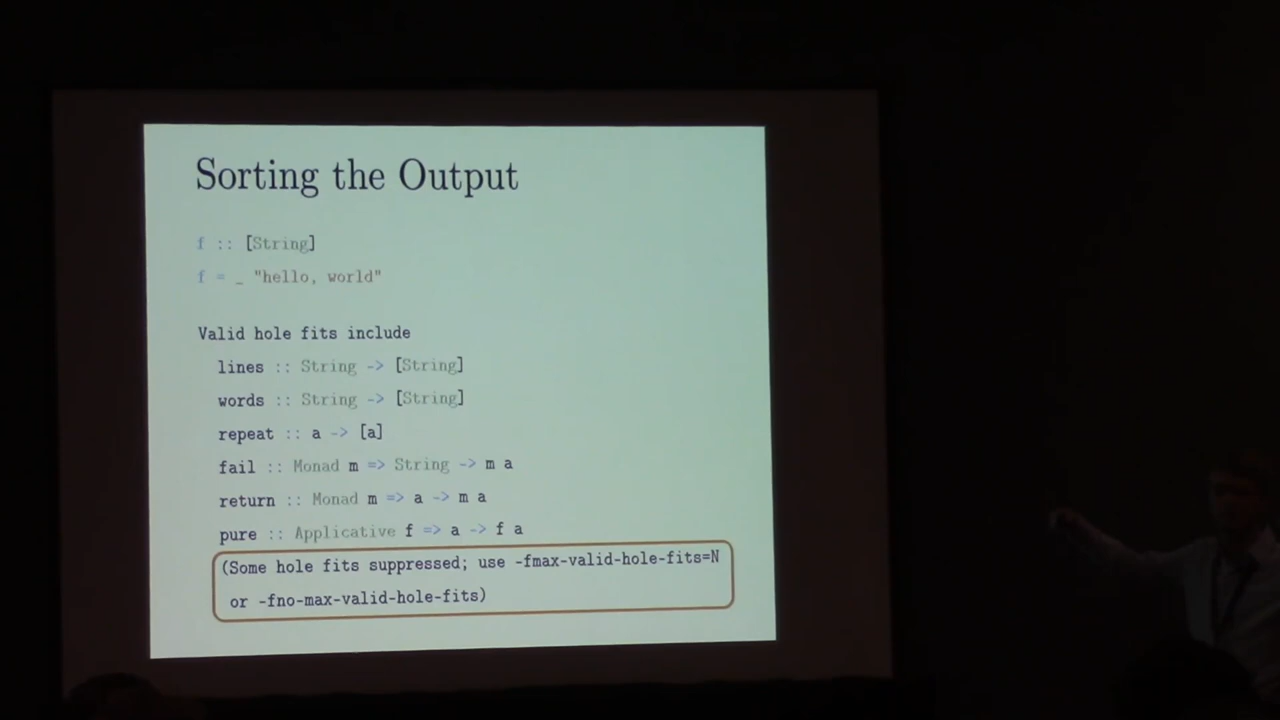 Sorting the Output
f :: [String]
f = _ "hello, world"
Valid hole fits include
lines :: String -> [String]
words :: String -> [String]
repeat :: a -> [a]
fail :: Monad m => String -> m a
return :: Monad m => a -> m a
pure :: Applicative f => a -> f a
(Some hole fits suppressed; use -fmax-valid-hole-fits=N
or -fno-max-valid-hole-fits)